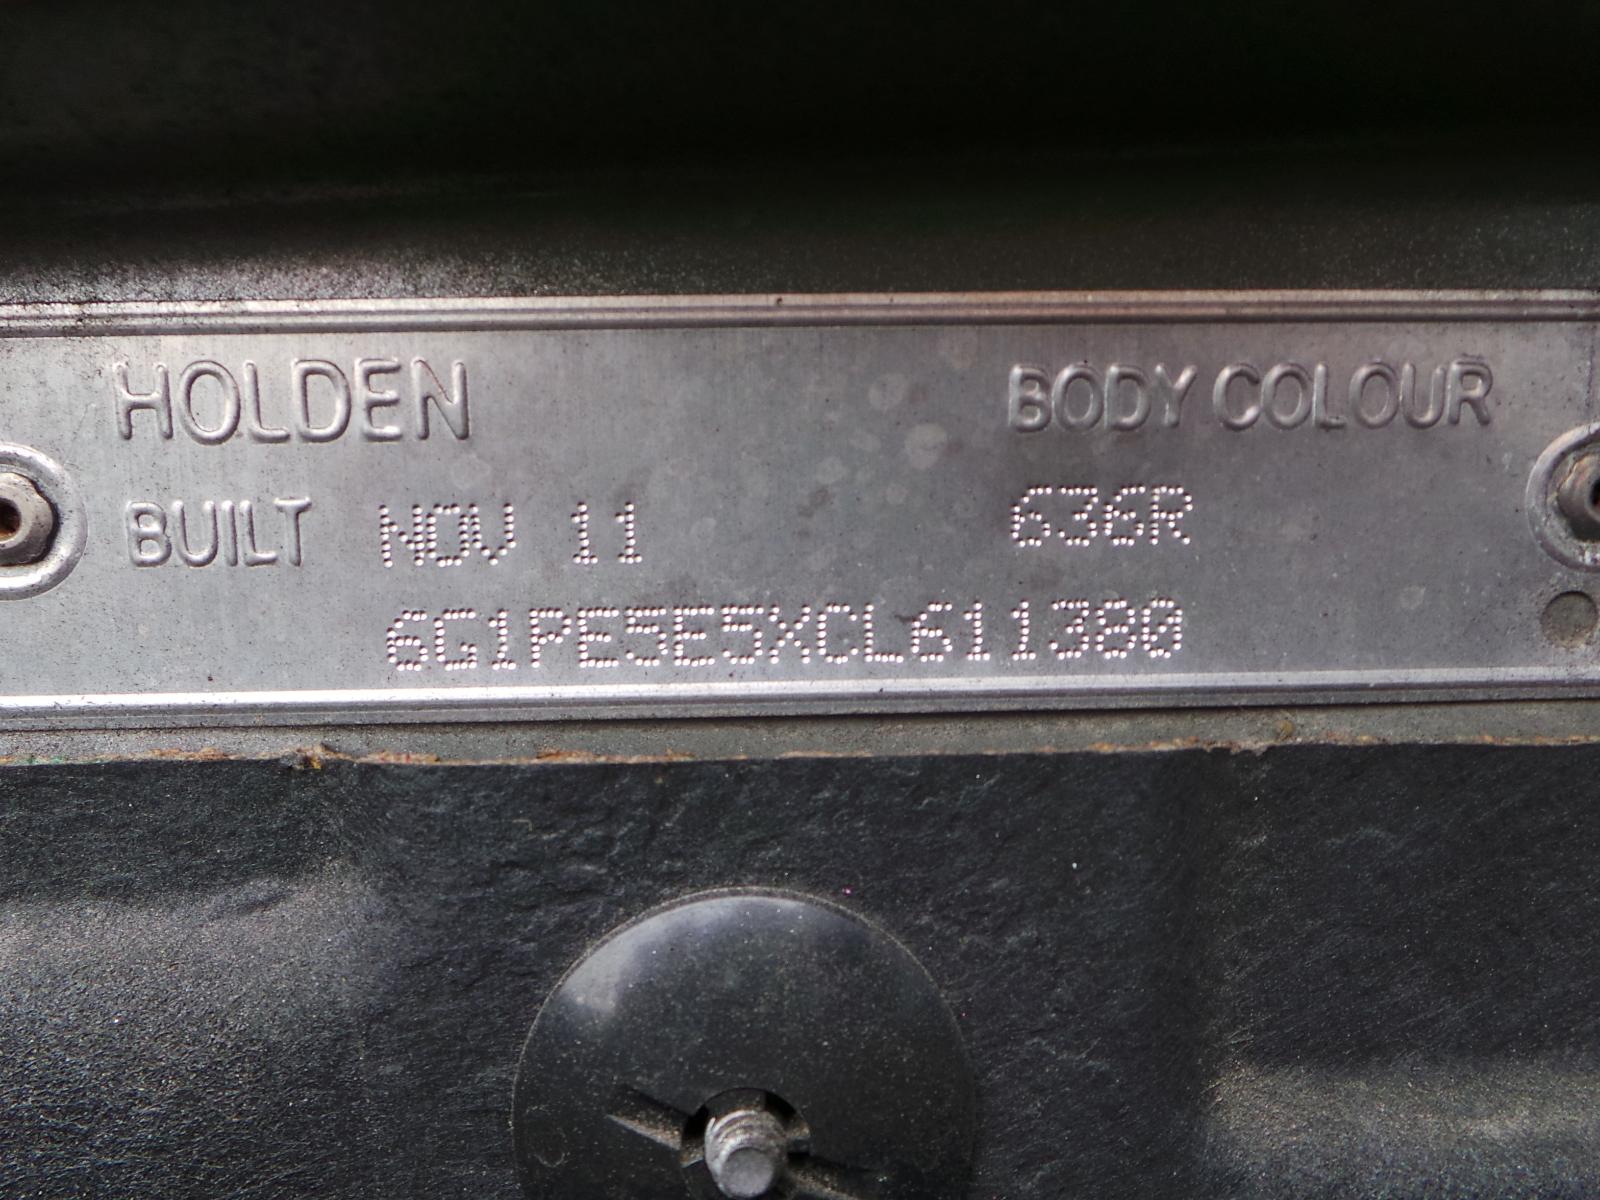 HOLDEN BODY COLOUR
BUILT NOV 11 636R
6G1PE5E5XCL611380